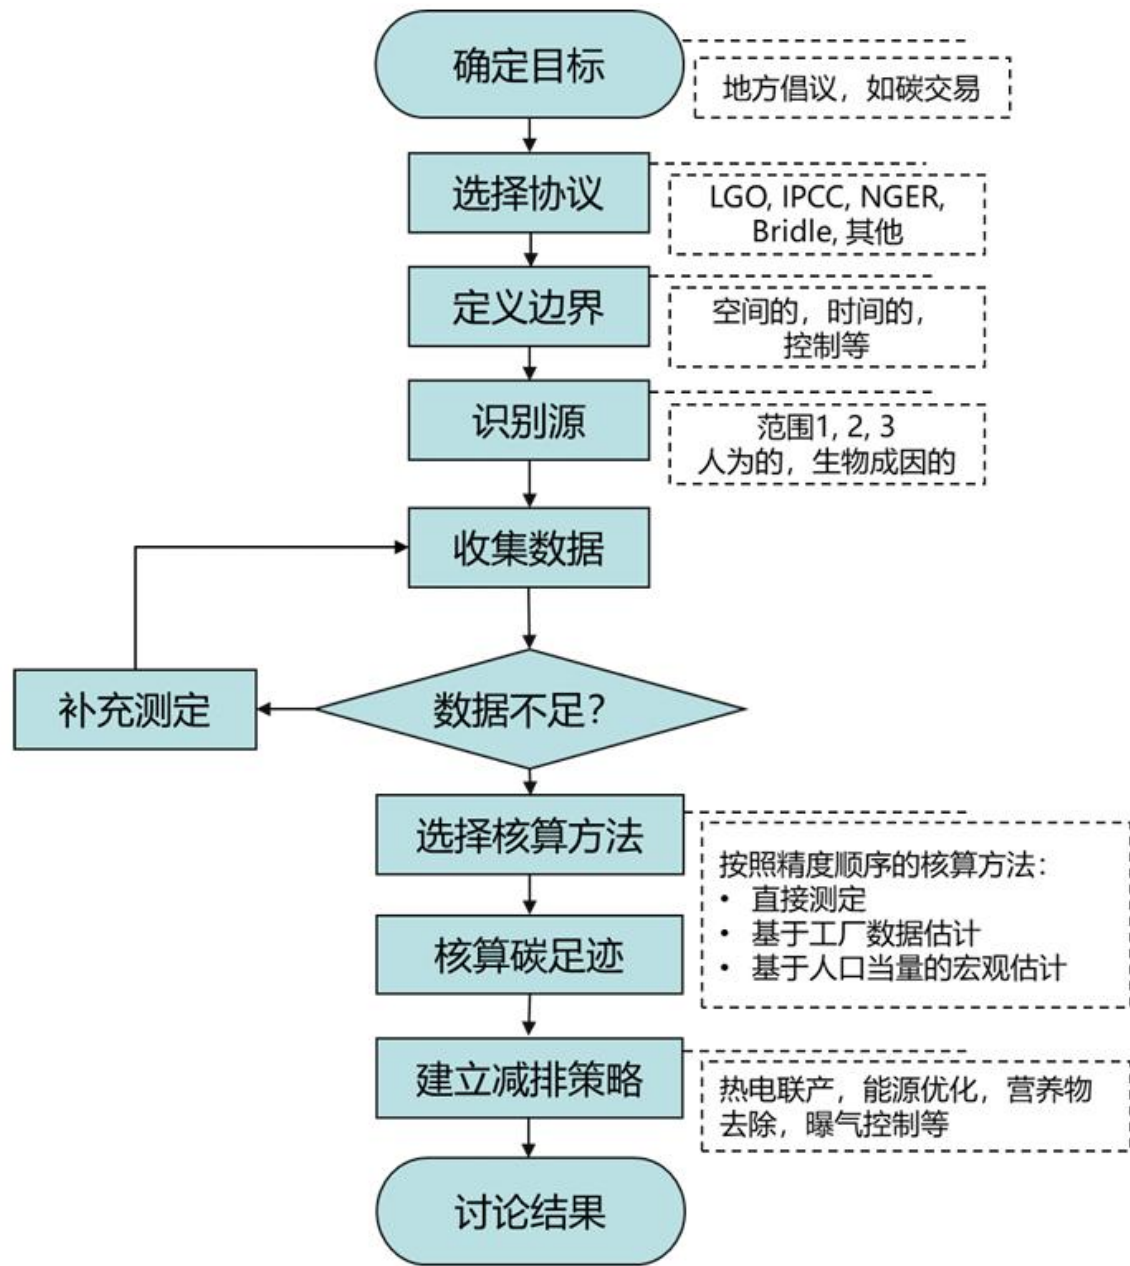 确定目标
地方倡议，如碳交易
选择协议
LGO, IPCC, NGER,
Bridle, 其他
定义边界
空间的，时间的，
控制等
识别源
范围1, 2, 3
人为的，生物成因的
收集数据
补充测定
数据不足？
选择核算方法
按照精度顺序的核算方法：
• 直接测定
• 基于工厂数据估计
• 基于人口当量的宏观估计
核算碳足迹
建立减排策略
热电联产，能源优化，营养物
去除，曝气控制等
讨论结果